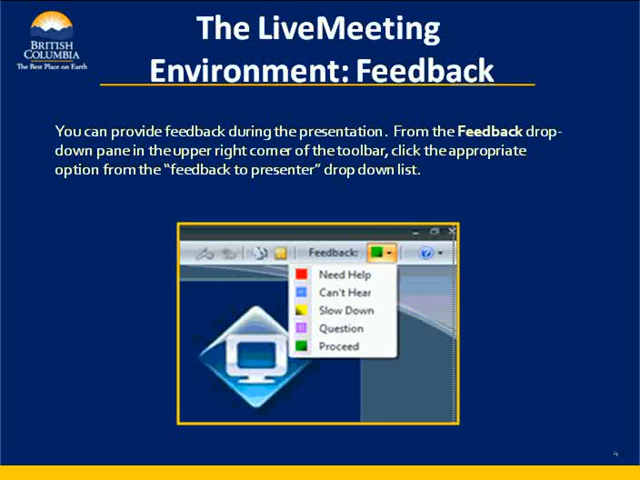 The LiveMeeting
Environment: Feedback
BRITISH
COLUMBIA
The Best Place on Earth
You can provide feedback during the presentation. From the Feedback drop-
down pane in the upper right corner of the toolbar, click the appropriate
option from the “feedback to presenter” drop down list.
Feedback:
Need Help
Can't Hear
Slow Down
Question
Proceed
4